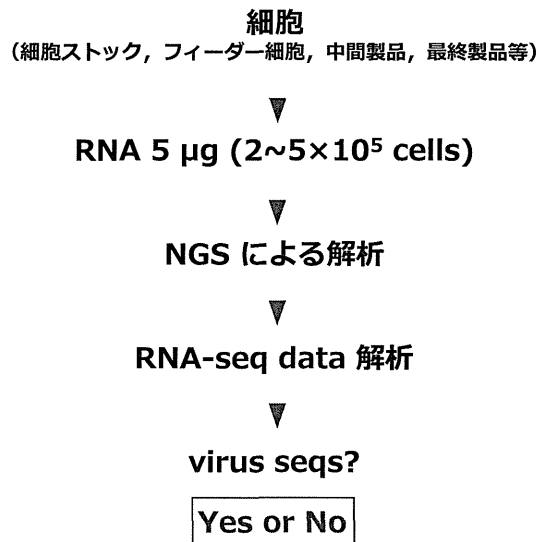 細胞
(細胞ストック, フィーダー細胞, 中間製品, 最終製品等)
RNA 5 μg (2~5×10⁵ cells)
NGS による解析
RNA-seq data 解析
virus seqs?
Yes or No